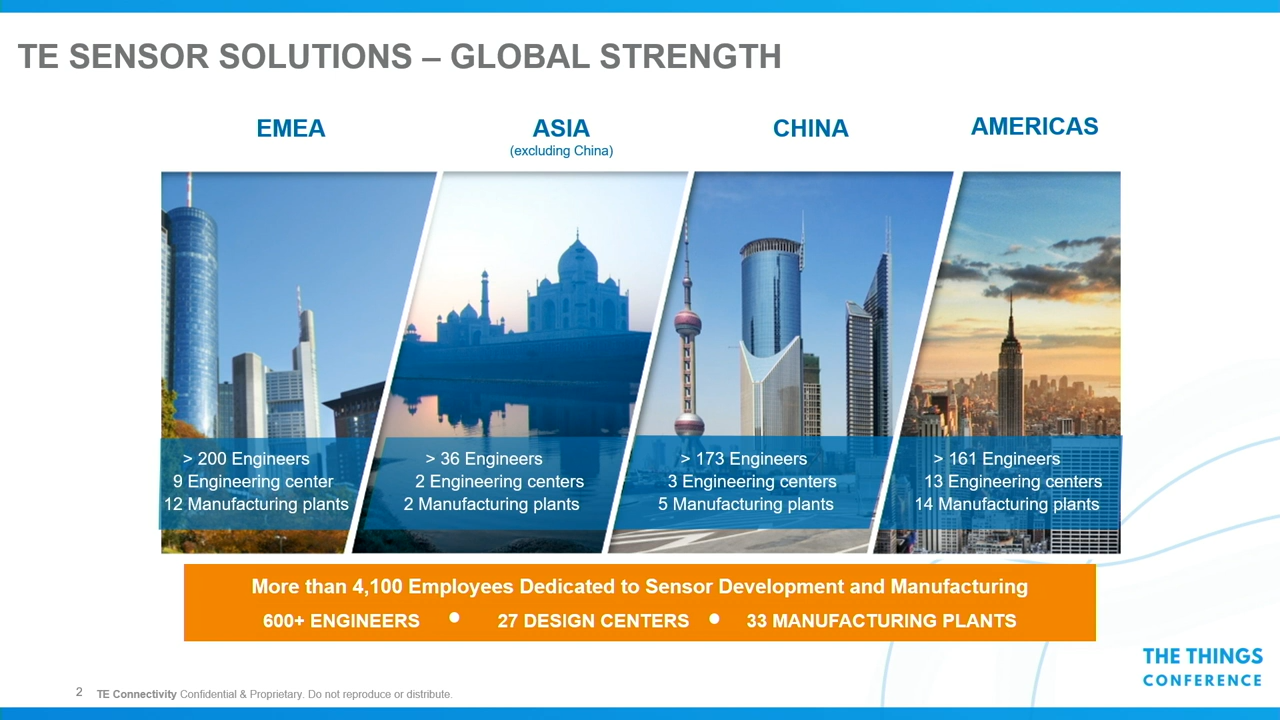 TE SENSOR SOLUTIONS – GLOBAL STRENGTH
EMEA
ASIA
(excluding China)
CHINA
AMERICAS
> 200 Engineers
9 Engineering center
12 Manufacturing plants
> 36 Engineers
2 Engineering centers
2 Manufacturing plants
> 173 Engineers
3 Engineering centers
5 Manufacturing plants
> 161 Engineers
13 Engineering centers
14 Manufacturing plants
More than 4,100 Employees Dedicated to Sensor Development and Manufacturing
600+ ENGINEERS • 27 DESIGN CENTERS • 33 MANUFACTURING PLANTS
THE THINGS
CONFERENCE
2 TE Connectivity Confidential & Proprietary. Do not reproduce or distribute.